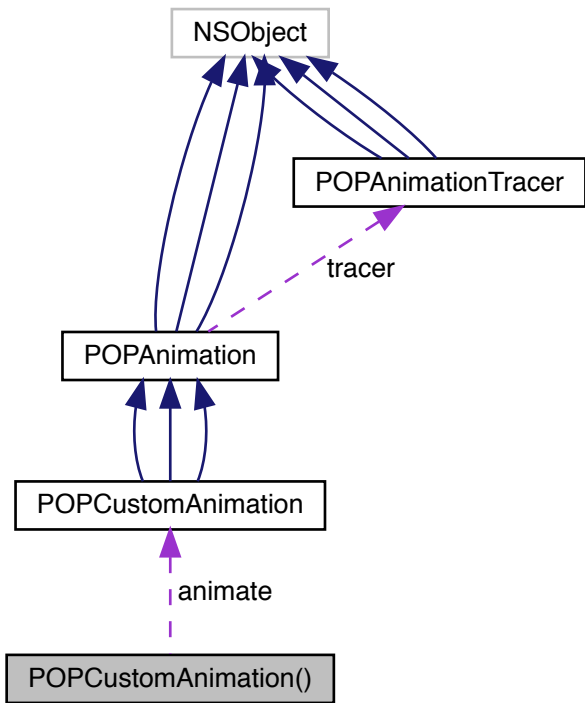 NSObject
POPAnimationTracer
tracer
POPAnimation
POPCustomAnimation
animate
POPCustomAnimation()